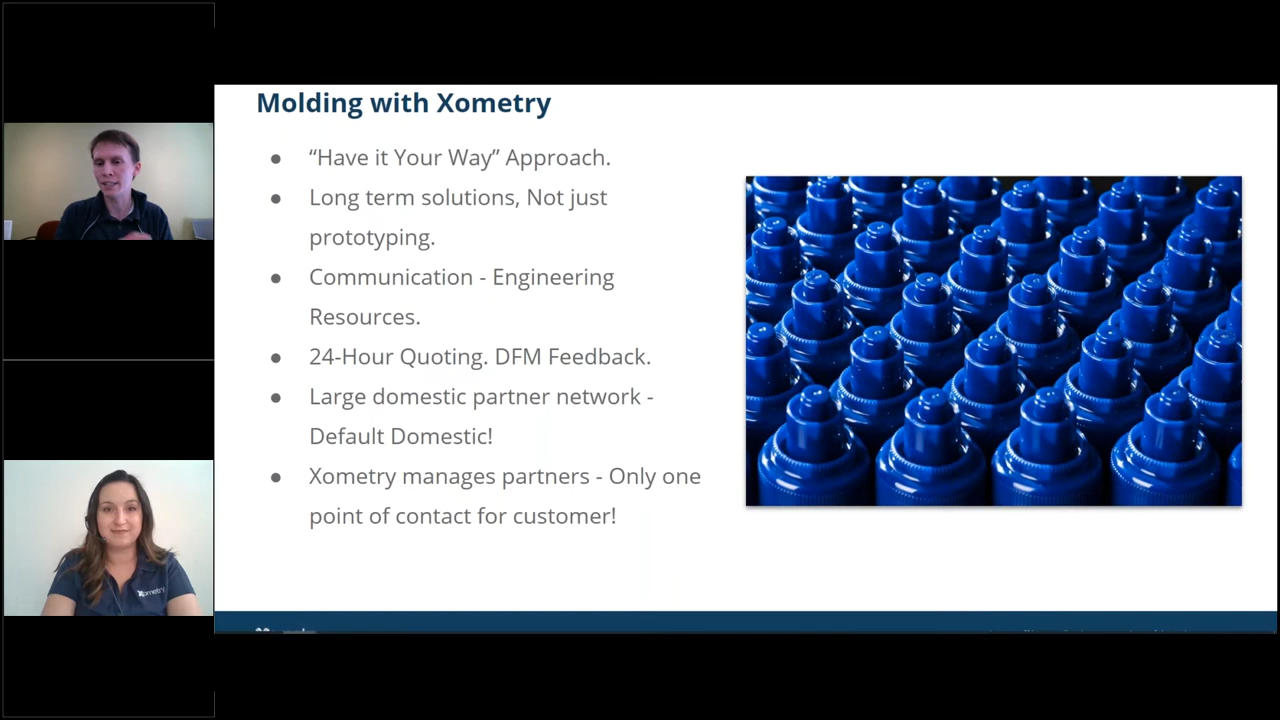 Molding with Xometry
● “Have it Your Way” Approach.
● Long term solutions, Not just
prototyping.
● Communication - Engineering
Resources.
● 24-Hour Quoting. DFM Feedback.
● Large domestic partner network -
Default Domestic!
● Xometry manages partners - Only one
point of contact for customer!
Xometry